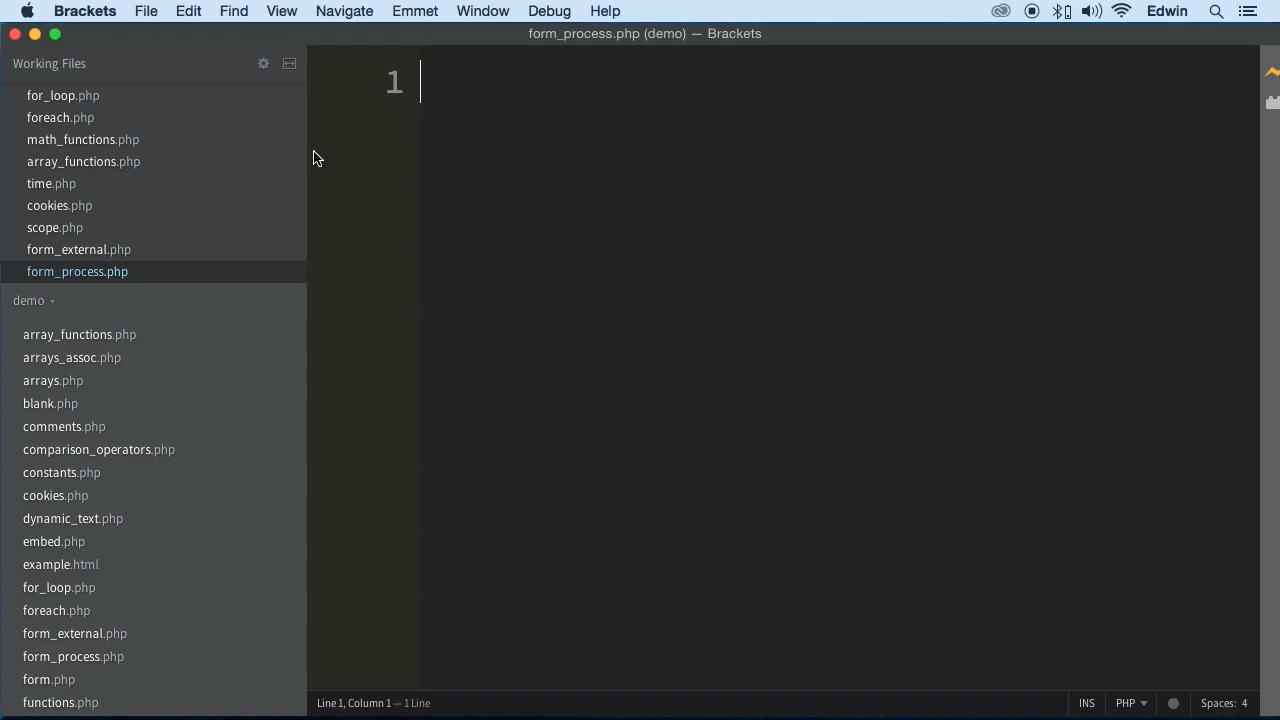 Brackets File Edit Find View Navigate Emmet Window Debug Help Edwin
form_process.php (demo) — Brackets
Working Files
for_loop.php
foreach.php
math_functions.php
array_functions.php
time.php
cookies.php
scope.php
form_external.php
form_process.php
demo
array_functions.php
arrays_assoc.php
arrays.php
blank.php
comments.php
comparison_operators.php
constants.php
cookies.php
dynamic_text.php
embed.php
example.html
for_loop.php
foreach.php
form_external.php
form_process.php
form.php
functions.php
1
Line 1, Column 1 — 1 Line INS PHP Spaces: 4